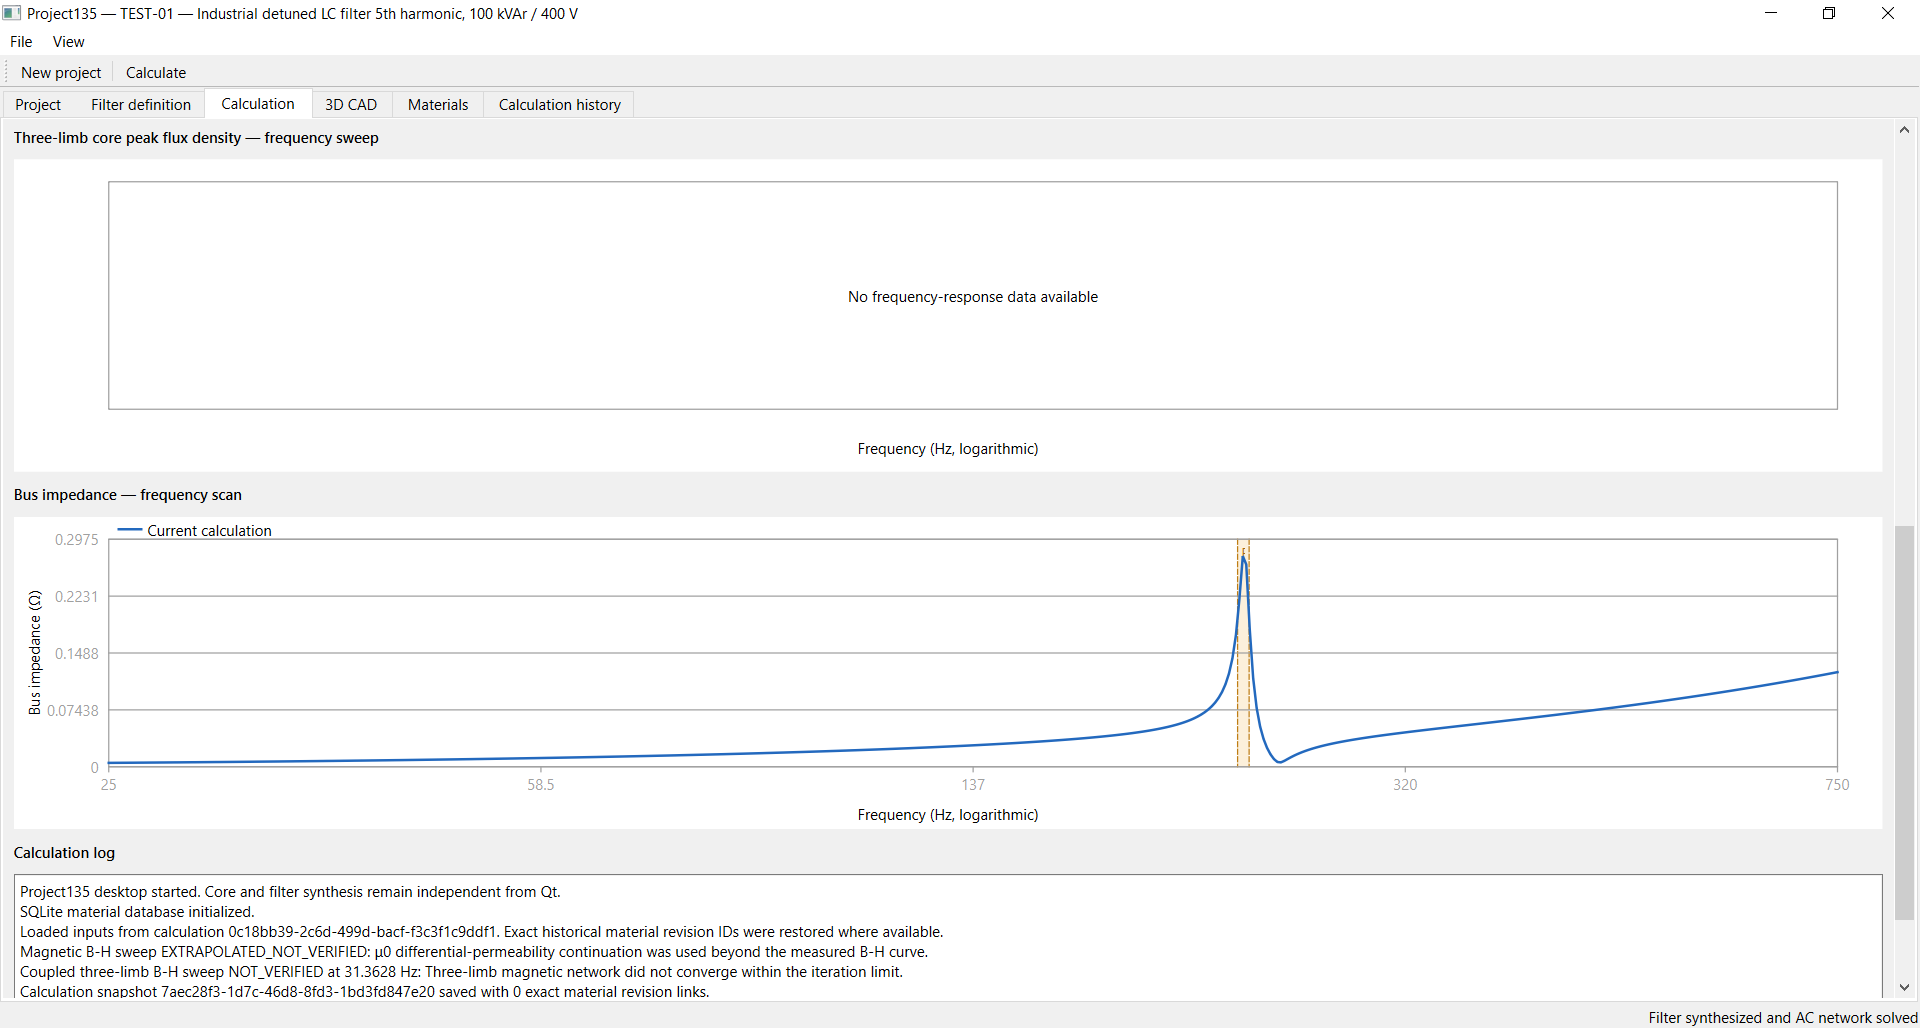 Project135 — TEST-01 — Industrial detuned LC filter 5th harmonic, 100 kVAr / 400 V
File View
New project Calculate
Project Filter definition Calculation 3D CAD Materials Calculation history
Three-limb core peak flux density — frequency sweep
No frequency-response data available
Frequency (Hz, logarithmic)
Bus impedance — frequency scan
Current calculation
0.2975
0.2231
0.1488
0.07438
0
Bus impedance (Ω)
r
25 58.5 137 320 750
Frequency (Hz, logarithmic)
Calculation log
Project135 desktop started. Core and filter synthesis remain independent from Qt.
SQLite material database initialized.
Loaded inputs from calculation 0c18bb39-2c6d-499d-bacf-f3c3f1c9ddf1. Exact historical material revision IDs were restored where available.
Magnetic B-H sweep EXTRAPOLATED_NOT_VERIFIED: µ0 differential-permeability continuation was used beyond the measured B-H curve.
Coupled three-limb B-H sweep NOT_VERIFIED at 31.3628 Hz: Three-limb magnetic network did not converge within the iteration limit.
Calculation snapshot 7aec28f3-1d7c-46d8-8fd3-1bd3fd847e20 saved with 0 exact material revision links.
Filter synthesized and AC network solved